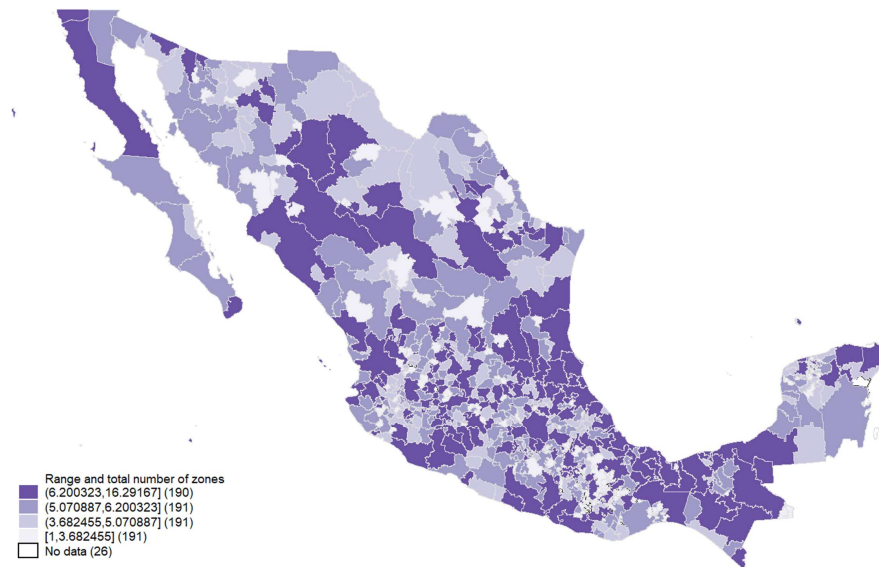 Range and total number of zones
(6.200323,16.29167] (190)
(5.070887,6.200323] (191)
(3.682455,5.070887] (191)
[1,3.682455] (191)
No data (26)